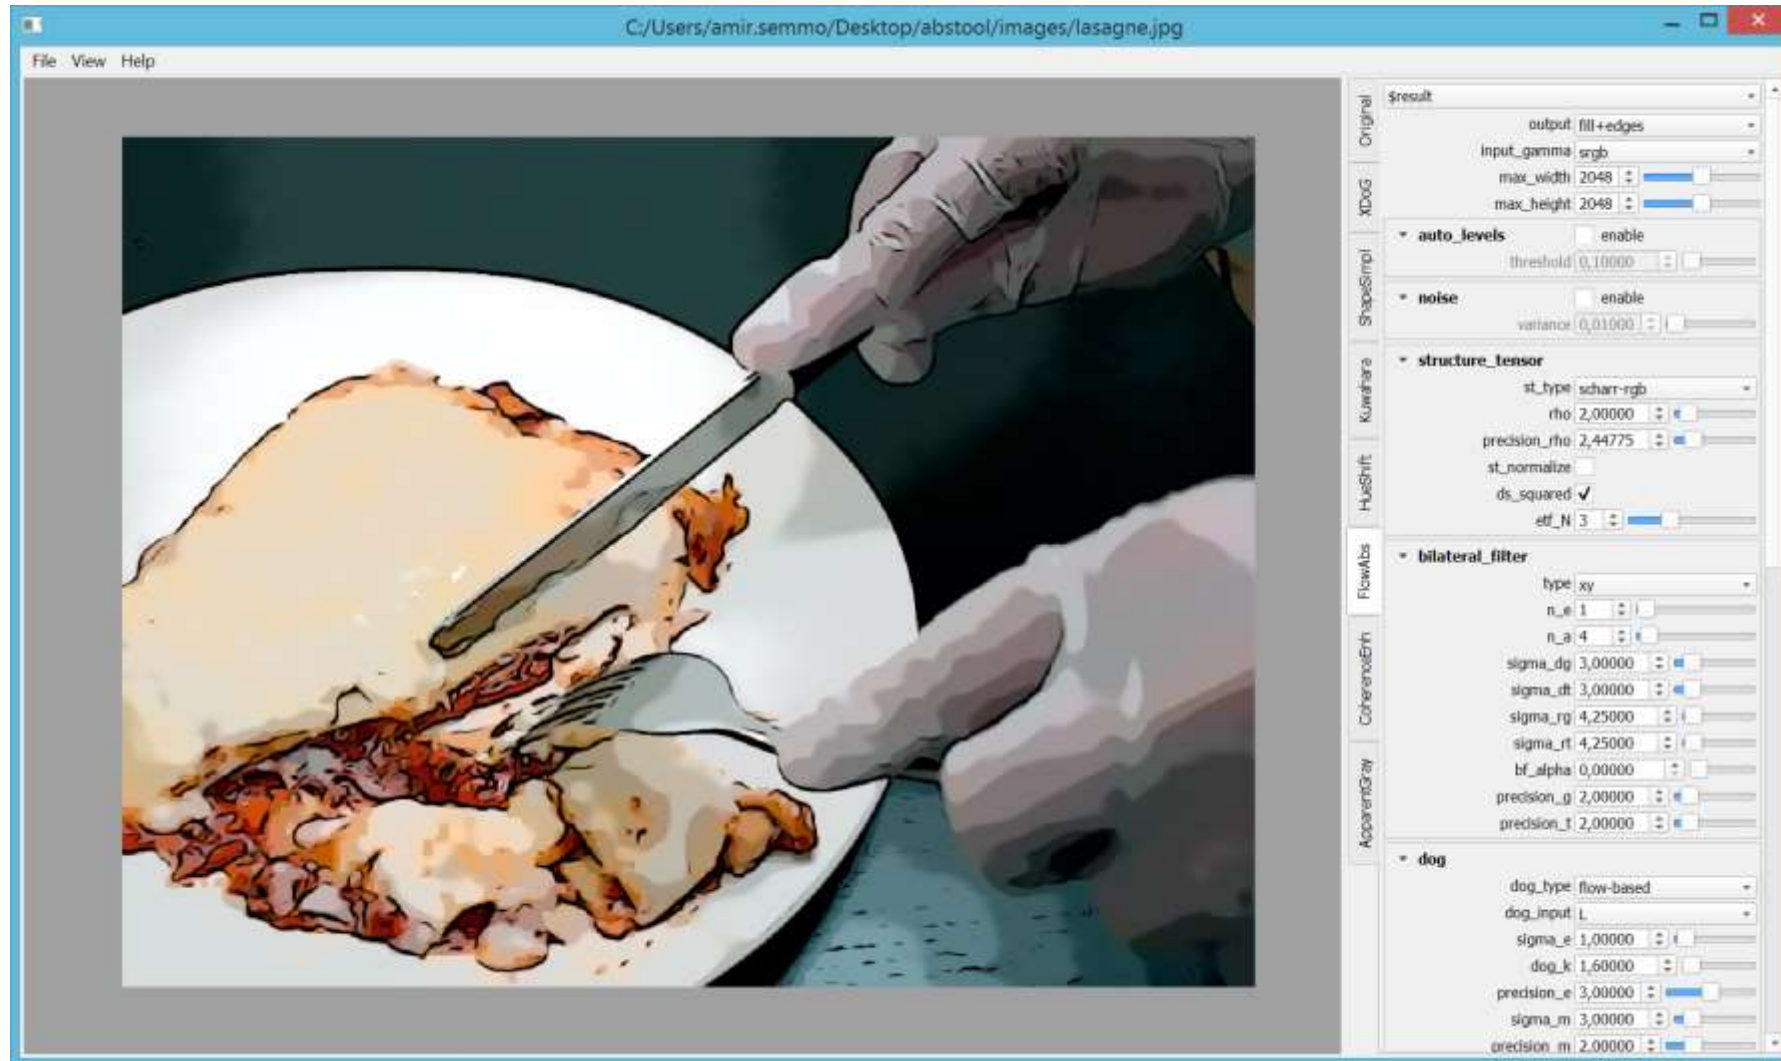 C:/Users/amir.semmo/Desktop/abstool/images/lasagne.jpg
File View Help
Original
XDoG
ShapeSimpl
Kuwahara
HueShift
FlowAbs
CoherenceEnh
ApparentGray
$result
output fill+edges
input_gamma srgb
max_width 2048
max_height 2048
auto_levels enable
threshold 0,10000
noise enable
variance 0,01000
structure_tensor
st_type scharr-rgb
rho 2,00000
precision_rho 2,44775
st_normalize
ds_squared ✓
etf_N 3
bilateral_filter
type xy
n_e 1
n_a 4
sigma_dg 3,00000
sigma_dt 3,00000
sigma_rg 4,25000
sigma_rt 4,25000
bf_alpha 0,00000
precision_g 2,00000
precision_t 2,00000
dog
dog_type flow-based
dog_input L
sigma_e 1,00000
dog_k 1,60000
precision_e 3,00000
sigma_m 3,00000
precision_m 2,00000